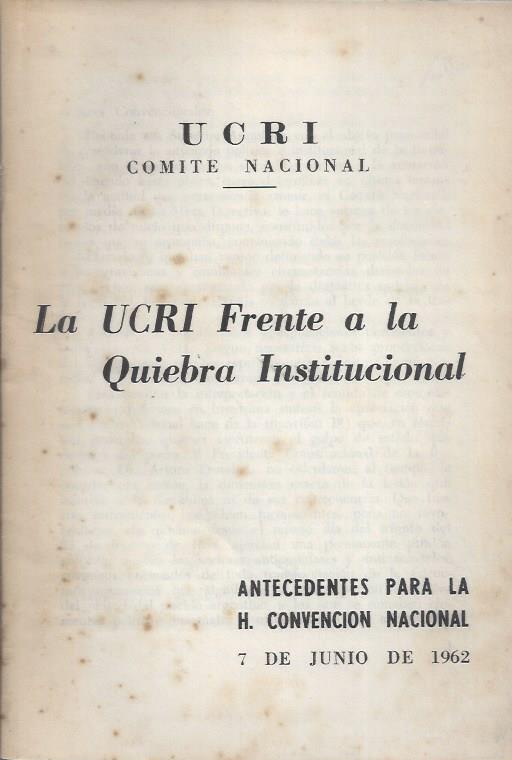 UCRI
COMITE NACIONAL
La UCRI Frente a la
Quiebra Institucional
ANTECEDENTES PARA LA
H. CONVENCION NACIONAL
7 DE JUNIO DE 1962